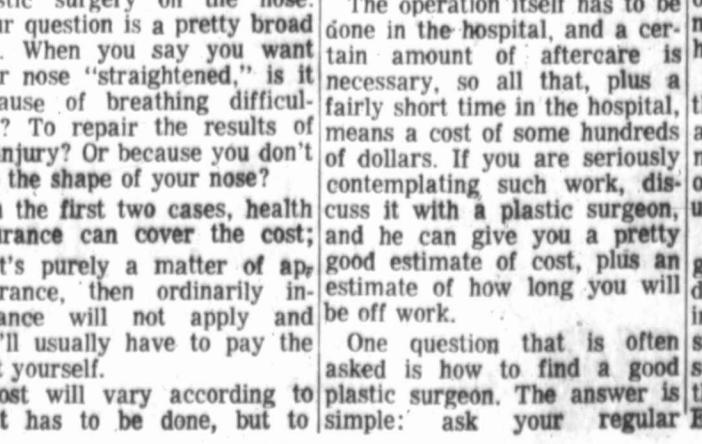 stic surgery on the nose.
ur question is a pretty broad
. When you say you want
r nose "straightened," is it
ause of breathing difficul-
? To repair the results of
njury? Or because you don't
the shape of your nose?
the first two cases, health
urance can cover the cost;
t's purely a matter of ap-
rance, then ordinarily in-
ance will not apply and
'll usually have to pay the
yourself.
ost will vary according to
t has to be done, but to
The operation itself has to be
done in the hospital, and a cer-
tain amount of aftercare is
necessary, so all that, plus a
fairly short time in the hospital,
means a cost of some hundreds
of dollars. If you are seriously
contemplating such work, dis-
cuss it with a plastic surgeon,
and he can give you a pretty
good estimate of cost, plus an
estimate of how long you will
be off work.
One question that is often
asked is how to find a good
plastic surgeon. The answer is
simple: ask your regular